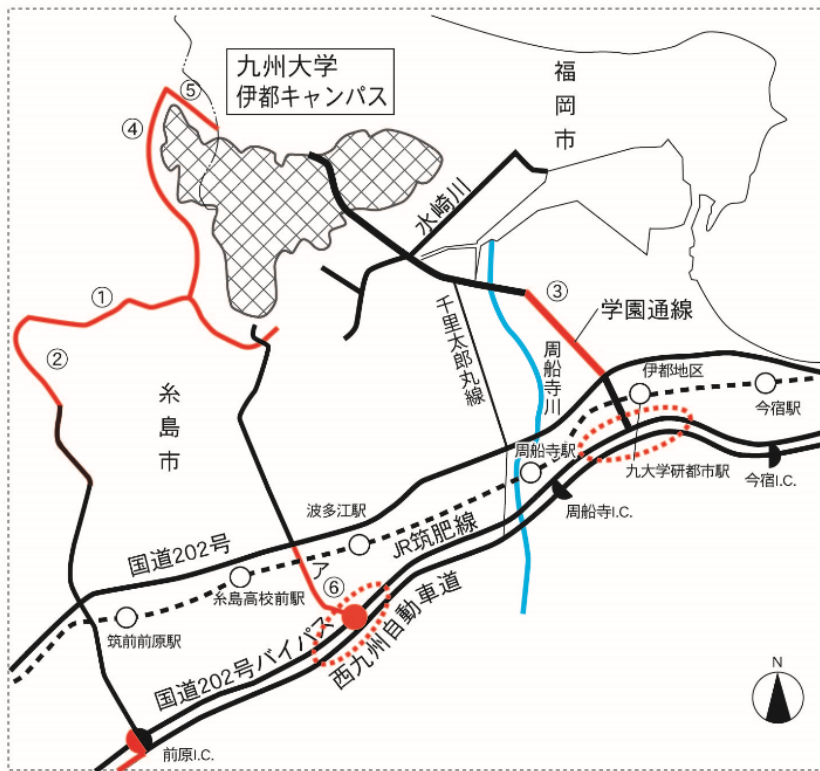 九州大学
伊都キャンパス
福岡市
⑤
④
水崎川
①
③
学園通線
②
千里太郎丸線
周船寺川
伊都地区
今宿駅
糸島市
周船寺駅
九大学研都市駅
今宿I.C.
波多江駅
周船寺I.C.
国道202号
JR筑肥線
ア
⑥
糸島高校前駅
筑前前原駅
国道202号バイパス
西九州自動車道
前原I.C.
N